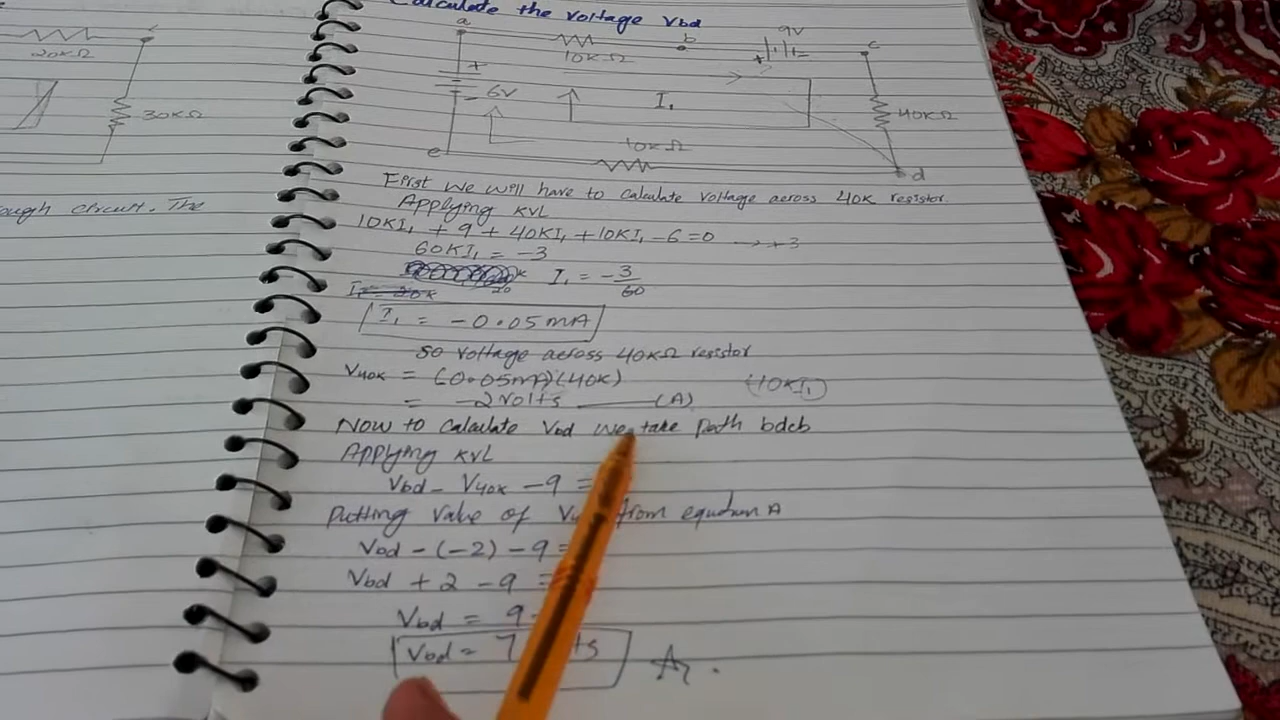 20KΩ
c
30KΩ
ough circuit. The
Calculate the voltage Vbd
a
10KΩ
b
9V
+
-
c
+
6V
-
I₁
40KΩ
10KΩ
e
d
First we will have to calculate voltage across 40K resistor.
Applying KVL
10KI₁ + 9 + 40KI₁ + 10KI₁ - 6 = 0 → +3
60KI₁ = -3
I₁ = -3/60
I₁ = -0.05mA
so voltage across 40KΩ resistor
V40K = (0.05mA)(40K) (10KI₁)
= -2 volts (A)
Now to calculate Vbd we take path bdcb
Applying KVL
Vbd - V40K - 9 =
Putting value of from equation A
Vbd - (-2) - 9 =
Vbd + 2 - 9 =
Vbd = 9
Vbd = 7